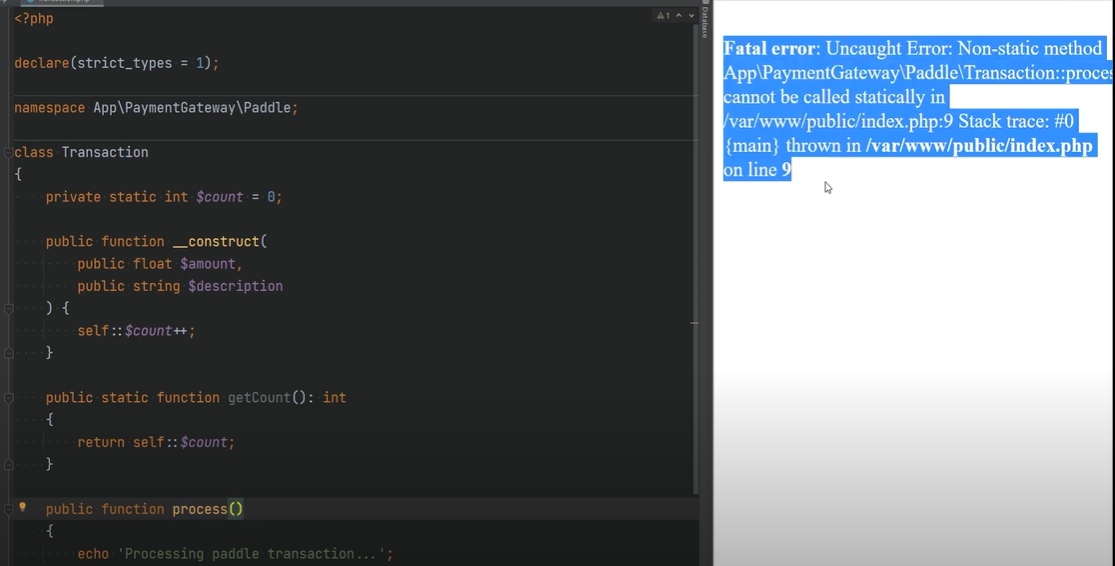 <?php
declare(strict_types = 1);
namespace App\PaymentGateway\Paddle;
class Transaction
{
private static int $count = 0;
public function __construct(
public float $amount,
public string $description
) {
self::$count++;
}
public static function getCount(): int
{
return self::$count;
}
public function process()
{
echo 'Processing paddle transaction...';
1
Database
Fatal error: Uncaught Error: Non-static method
App\PaymentGateway\Paddle\Transaction::proces
cannot be called statically in
/var/www/public/index.php:9 Stack trace: #0
{main} thrown in /var/www/public/index.php
on line 9